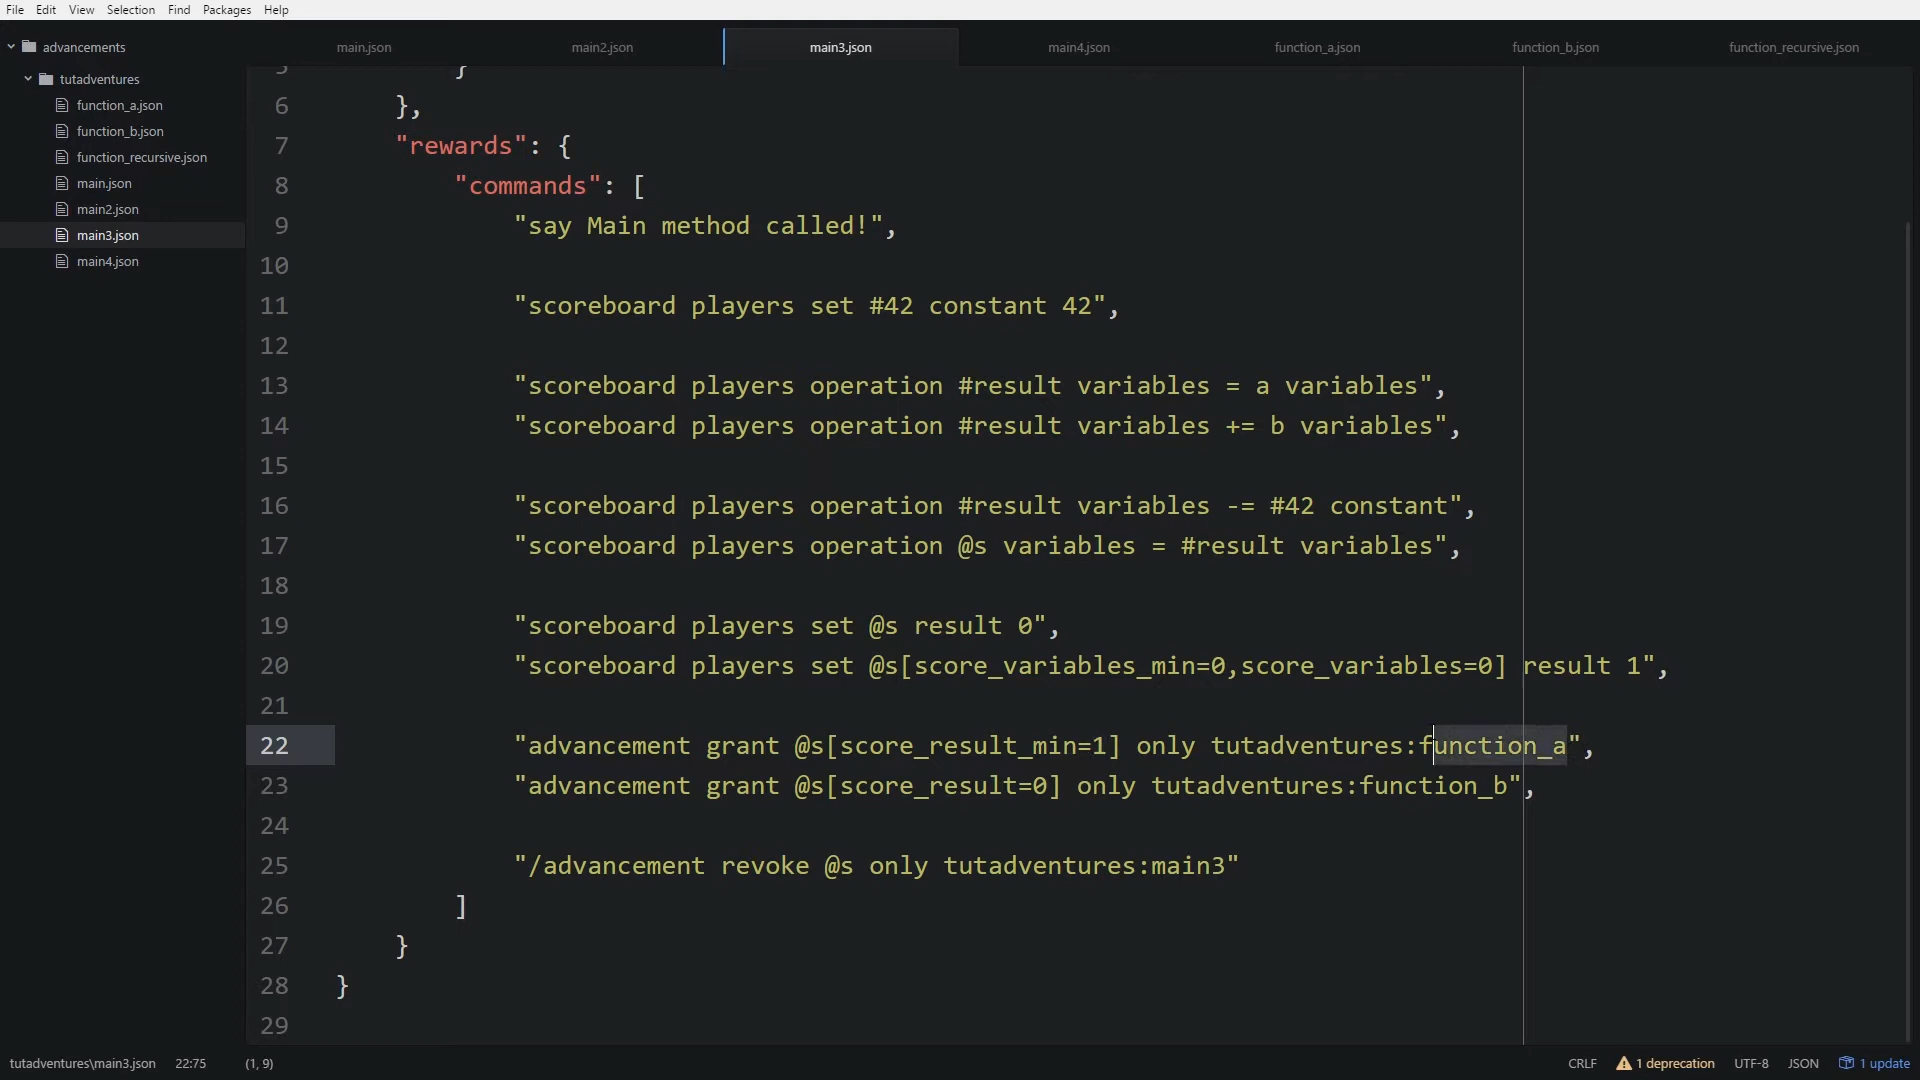 File Edit View Selection Find Packages Help
advancements
tutadventures
function_a.json
function_b.json
function_recursive.json
main.json
main2.json
main3.json
main4.json
main.json main2.json main3.json main4.json function_a.json function_b.json function_recursive.json
5 }
6 },
7 "rewards": {
8 "commands": [
9 "say Main method called!",
10
11 "scoreboard players set #42 constant 42",
12
13 "scoreboard players operation #result variables = a variables",
14 "scoreboard players operation #result variables += b variables",
15
16 "scoreboard players operation #result variables -= #42 constant",
17 "scoreboard players operation @s variables = #result variables",
18
19 "scoreboard players set @s result 0",
20 "scoreboard players set @s[score_variables_min=0,score_variables=0] result 1",
21
22 "advancement grant @s[score_result_min=1] only tutadventures:function_a",
23 "advancement grant @s[score_result=0] only tutadventures:function_b",
24
25 "/advancement revoke @s only tutadventures:main3"
26 ]
27 }
28 }
29
tutadventures\main3.json 22:75 (1, 9) CRLF 1 deprecation UTF-8 JSON 1 update